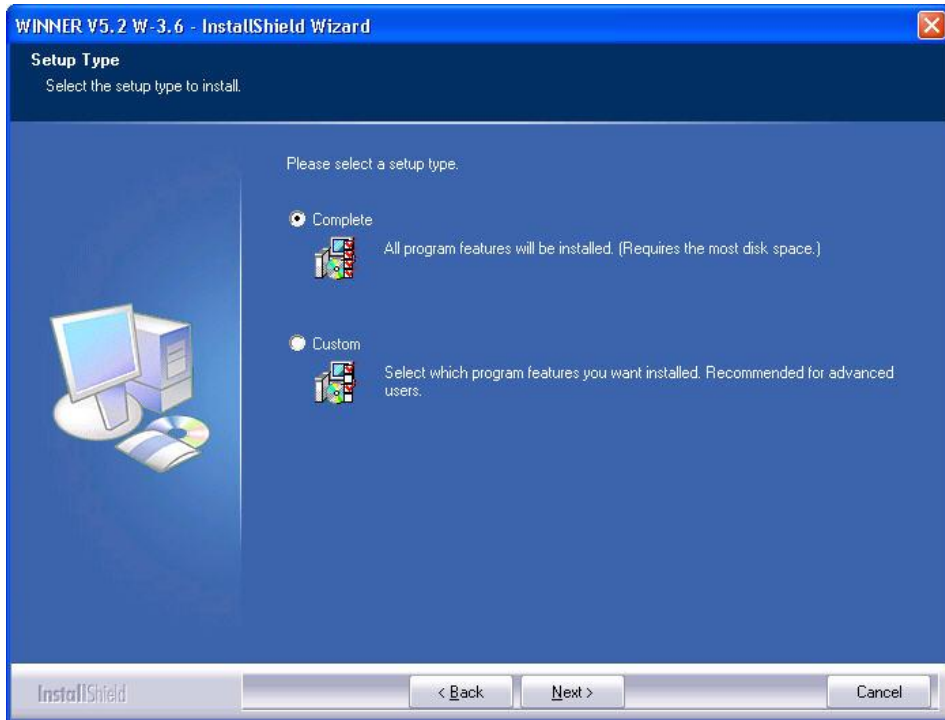 WINNER V5.2 W-3.6 - InstallShield Wizard
Setup Type
Select the setup type to install.
Please select a setup type.
Complete
All program features will be installed. (Requires the most disk space.)
Custom
Select which program features you want installed. Recommended for advanced
users.
InstallShield
< Back
Next >
Cancel